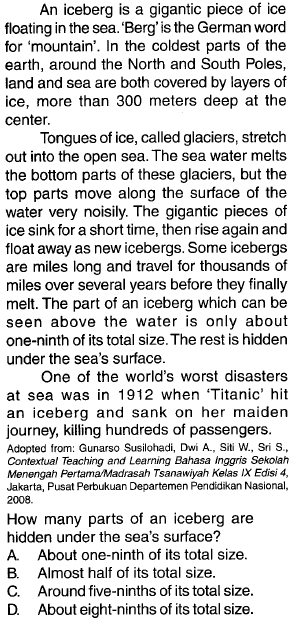 An iceberg is a gigantic piece of ice
floating in the sea. 'Berg' is the German word
for 'mountain'. In the coldest parts of the
earth, around the North and South Poles,
land and sea are both covered by layers of
ice, more than 300 meters deep at the
center.
Tongues of ice, called glaciers, stretch
out into the open sea. The sea water melts
the bottom parts of these glaciers, but the
top parts move along the surface of the
water very noisily. The gigantic pieces of
ice sink for a short time, then rise again and
float away as new icebergs. Some icebergs
are miles long and travel for thousands of
miles over several years before they finally
melt. The part of an iceberg which can be
seen above the water is only about
one-ninth of its total size. The rest is hidden
under the sea's surface.
One of the world's worst disasters
at sea was in 1912 when 'Titanic' hit
an iceberg and sank on her maiden
journey, killing hundreds of passengers.
Adopted from: Gunarso Susilohadi, Dwi A., Siti W., Sri S.,
Contextual Teaching and Learning Bahasa Inggris Sekolah
Menengah Pertama/Madrasah Tsanawiyah Kelas IX Edisi 4,
Jakarta, Pusat Perbukuan Departemen Pendidikan Nasional,
2008.
How many parts of an iceberg are
hidden under the sea's surface?
A. About one-ninth of its total size.
B. Almost half of its total size.
C. Around five-ninths of its total size.
D. About eight-ninths of its total size.